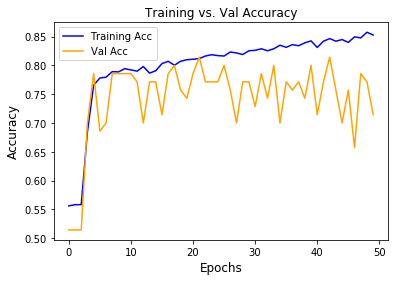 Training vs. Val Accuracy
Training Acc
Val Acc
Accuracy
0.85
0.80
0.75
0.70
0.65
0.60
0.55
0.50
0 10 20 30 40 50
Epochs